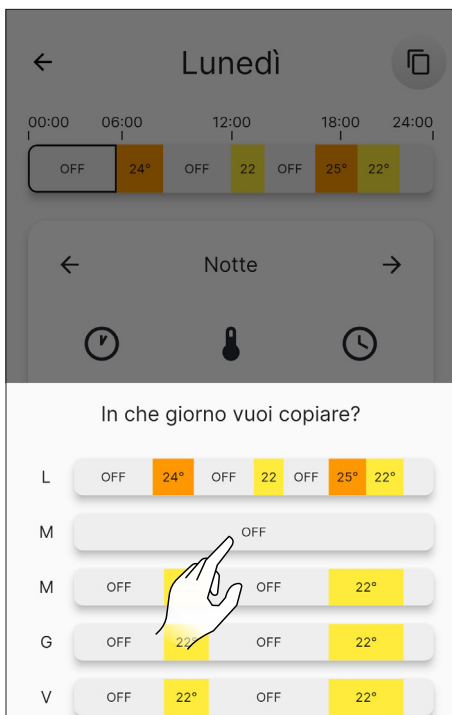 Lunedì
00:00 06:00 12:00 18:00 24:00
OFF 24° OFF 22 OFF 25° 22°
Notte
In che giorno vuoi copiare?
L OFF 24° OFF 22 OFF 25° 22°
M OFF
M OFF OFF 22°
G OFF 22° OFF 22°
V OFF 22° OFF 22°